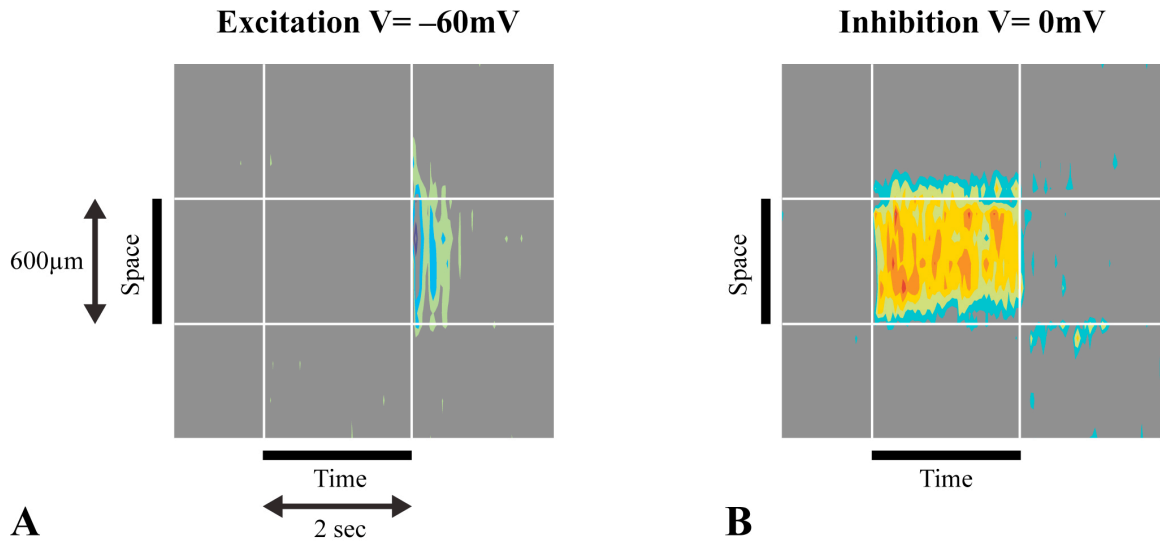 Excitation V= –60mV
Inhibition V= 0mV
600µm
Space
Space
Time
Time
2 sec
A
B